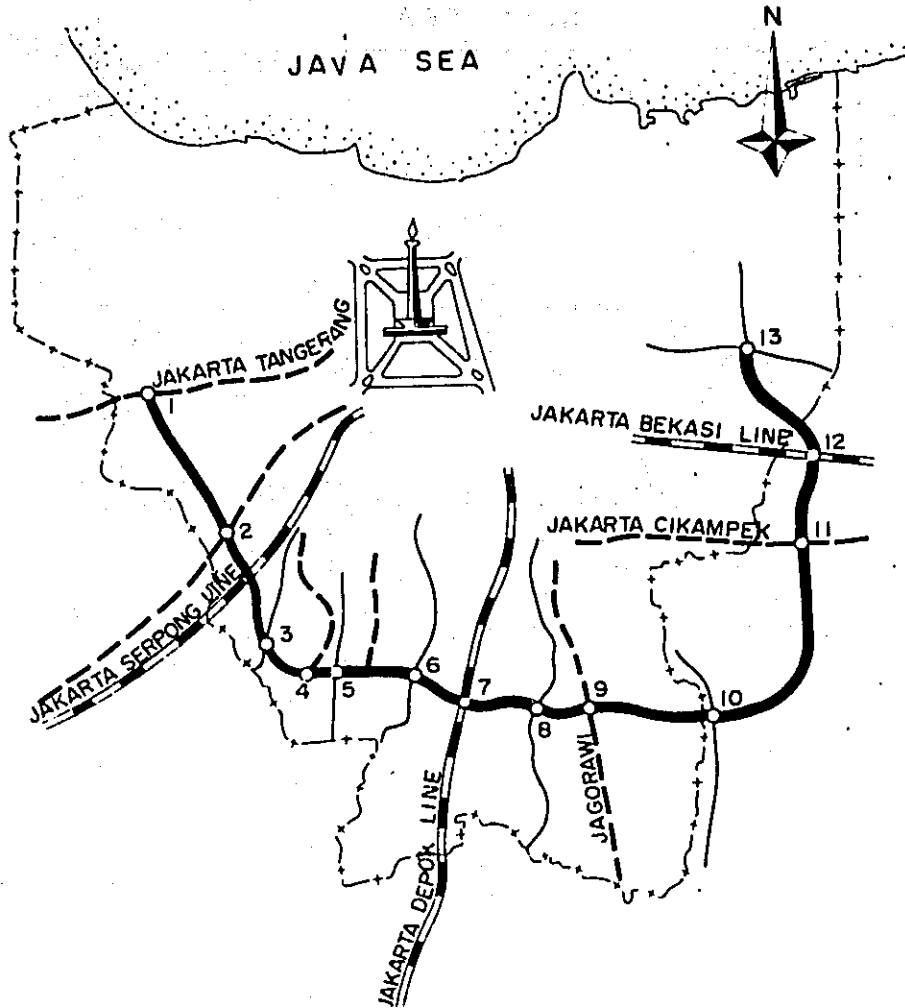 N
JAVA SEA
13
JAKARTA TANGERANG
1
JAKARTA BEKASI LINE
12
2
JAKARTA CIKAMPEK
11
JAKARTA SERPONG LINE
3
4
5
6
7
8
9
10
JAGORAWI
JAKARTA DEPOK LINE